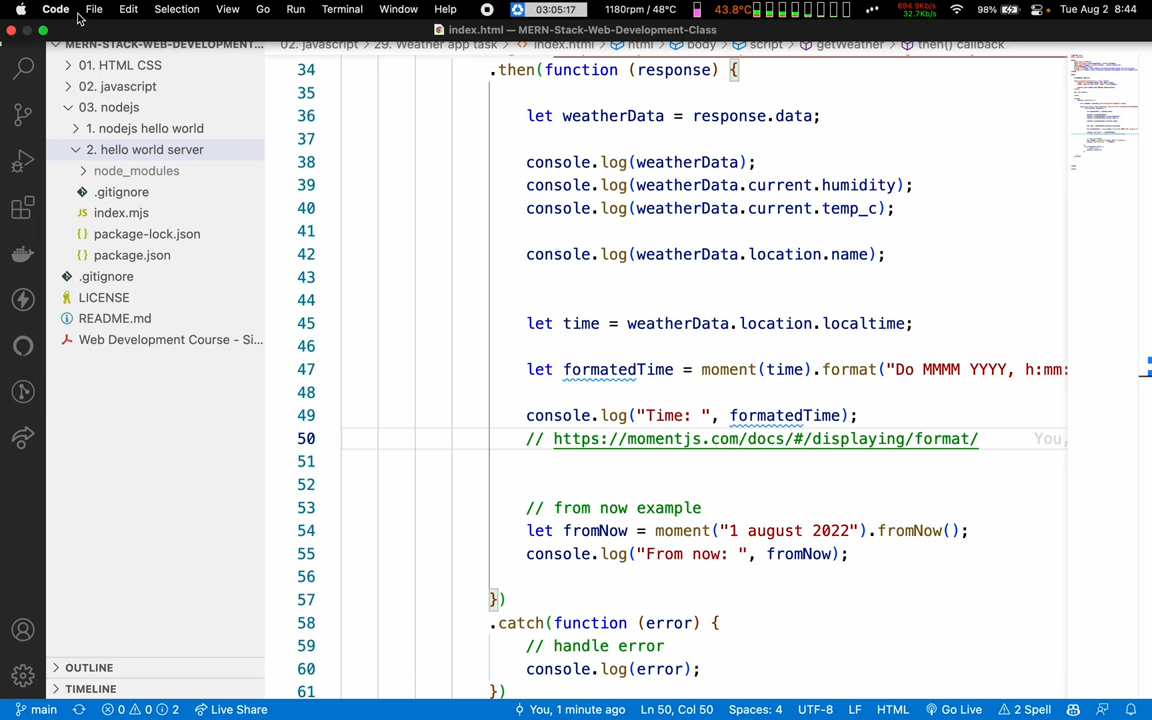 Code File Edit Selection View Go Run Terminal Window Help 03:05:17 1180rpm / 48°C 43.8°C 694.9Kb/s 32.7Kb/s 98% Tue Aug 2 8:44
index.html — MERN-Stack-Web-Development-Class
MERN-STACK-WEB-DEVELOPMENT...
02. javascript > 29. Weather app task > index.html > html > body > script > getWeather > then() callback
01. HTML CSS
02. javascript
03. nodejs
1. nodejs hello world
2. hello world server
node_modules
.gitignore
JS index.mjs
{} package-lock.json
{} package.json
.gitignore
LICENSE
README.md
Web Development Course - Si...
OUTLINE
TIMELINE
34 .then(function (response) {
35
36 let weatherData = response.data;
37
38 console.log(weatherData);
39 console.log(weatherData.current.humidity);
40 console.log(weatherData.current.temp_c);
41
42 console.log(weatherData.location.name);
43
44
45 let time = weatherData.location.localtime;
46
47 let formatedTime = moment(time).format("Do MMMM YYYY, h:mm:
48
49 console.log("Time: ", formatedTime);
50 // https://momentjs.com/docs/#/displaying/format/ You,
51
52
53 // from now example
54 let fromNow = moment("1 august 2022").fromNow();
55 console.log("From now: ", fromNow);
56
57 })
58 .catch(function (error) {
59 // handle error
60 console.log(error);
61 })
main 0 0 2 Live Share You, 1 minute ago Ln 50, Col 50 Spaces: 4 UTF-8 LF HTML Go Live 2 Spell